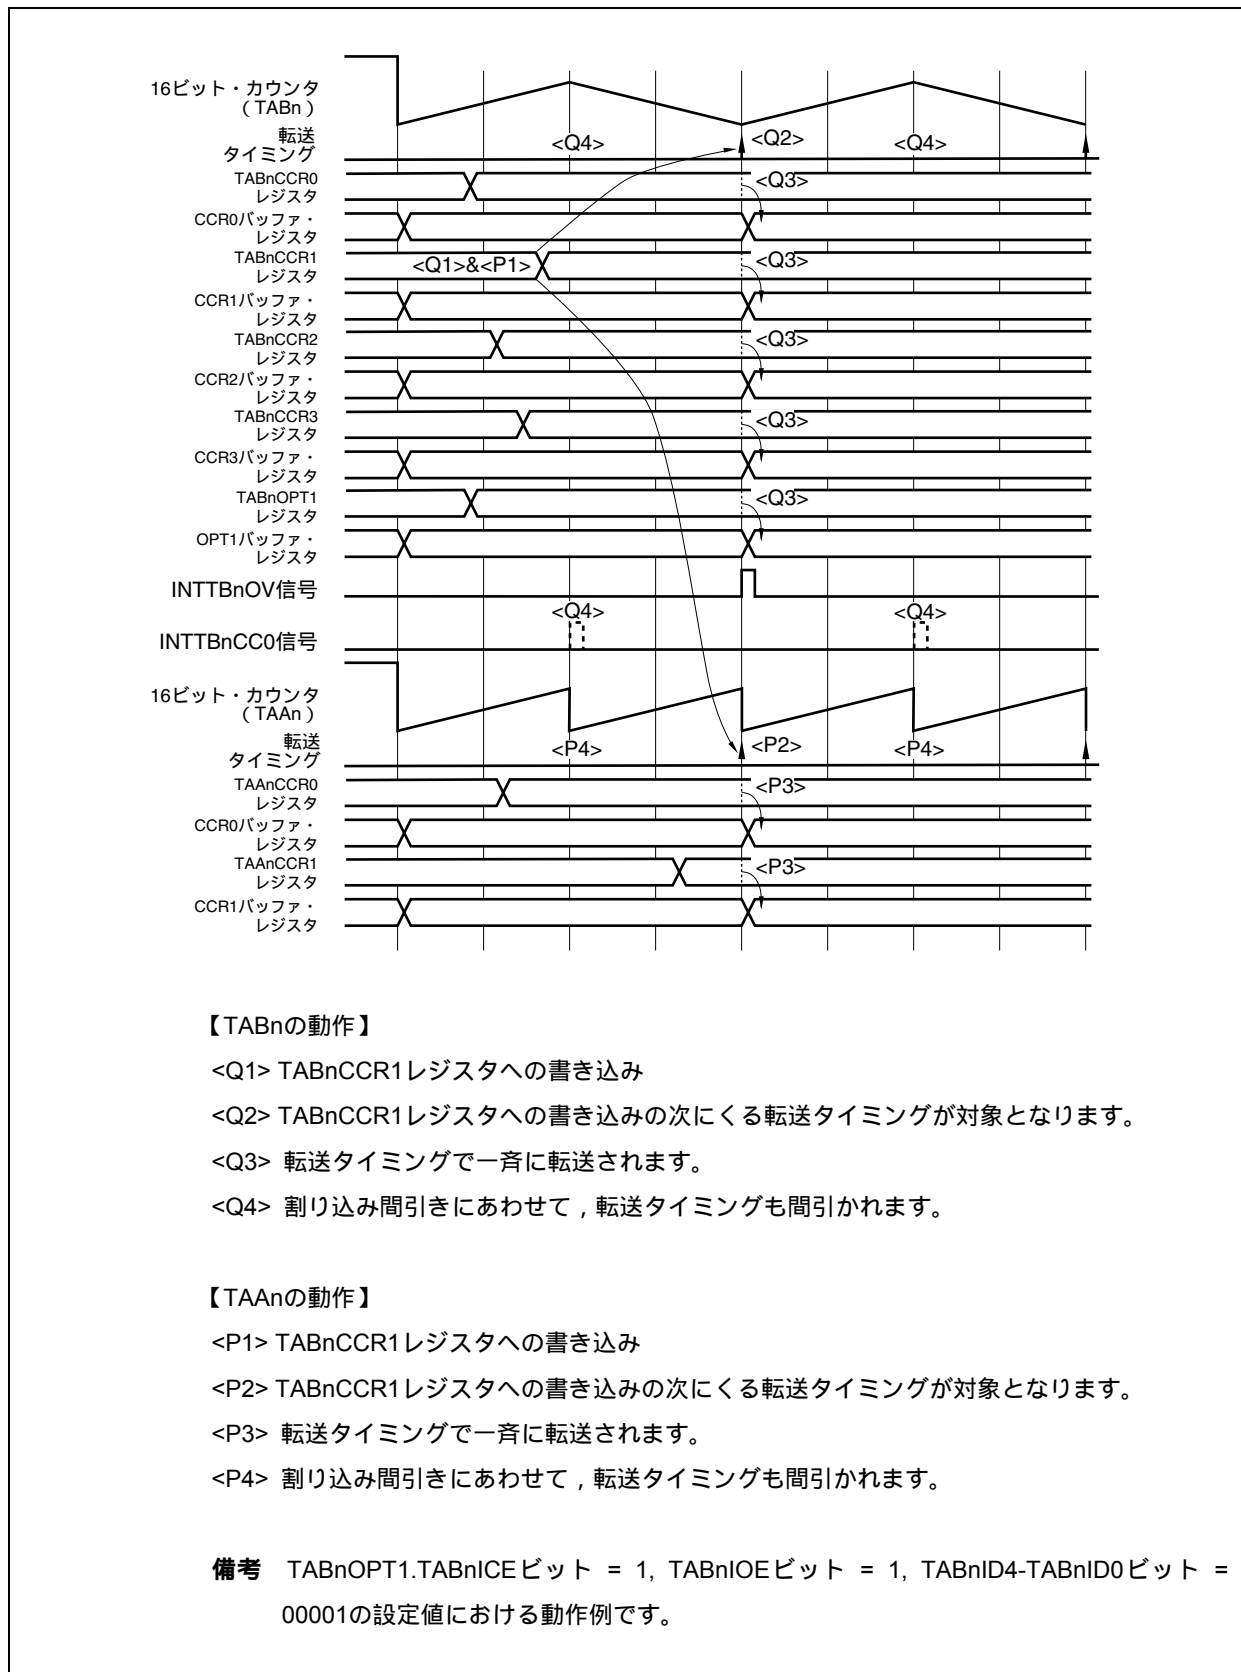 16ビット・カウンタ
（TABn）
転送
タイミング
<Q4>
<Q2>
<Q4>
TABnCCR0
レジスタ
<Q3>
CCR0バッファ・
レジスタ
TABnCCR1
レジスタ
<Q1>&<P1>
<Q3>
CCR1バッファ・
レジスタ
TABnCCR2
レジスタ
<Q3>
CCR2バッファ・
レジスタ
TABnCCR3
レジスタ
<Q3>
CCR3バッファ・
レジスタ
TABnOPT1
レジスタ
<Q3>
OPT1バッファ・
レジスタ
INTTBnOV信号
<Q4>
<Q4>
INTTBnCC0信号
16ビット・カウンタ
（TAAn）
転送
タイミング
<P4>
<P2>
<P4>
TAAnCCR0
レジスタ
<P3>
CCR0バッファ・
レジスタ
TAAnCCR1
レジスタ
<P3>
CCR1バッファ・
レジスタ
【TABnの動作】
<Q1> TABnCCR1レジスタへの書き込み
<Q2> TABnCCR1レジスタへの書き込みの次にくる転送タイミングが対象となります。
<Q3> 転送タイミングで一斉に転送されます。
<Q4> 割り込み間引きにあわせて，転送タイミングも間引かれます。
【TAAnの動作】
<P1> TABnCCR1レジスタへの書き込み
<P2> TABnCCR1レジスタへの書き込みの次にくる転送タイミングが対象となります。
<P3> 転送タイミングで一斉に転送されます。
<P4> 割り込み間引きにあわせて，転送タイミングも間引かれます。
備考 TABnOPT1.TABnICEビット = 1, TABnIOEビット = 1, TABnID4-TABnID0ビット =
00001の設定値における動作例です。